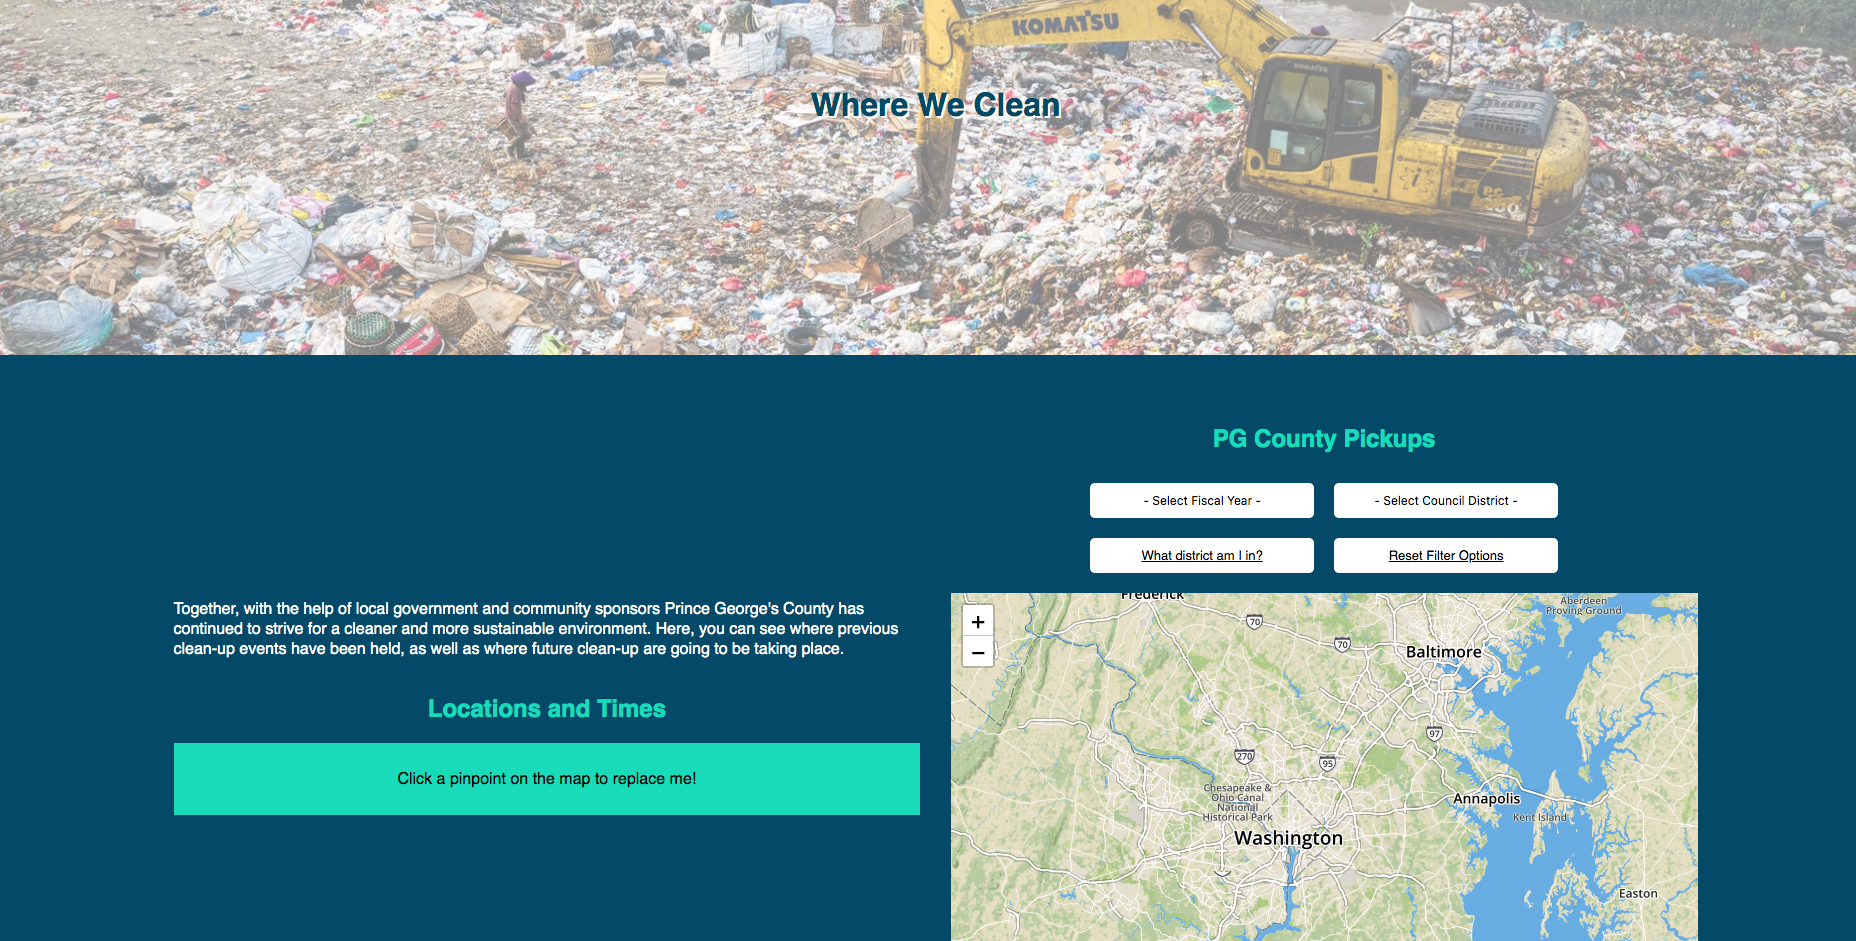 KOMATSU
Where We Clean
PG County Pickups
- Select Fiscal Year -
- Select Council District -
What district am I in?
Reset Filter Options
Together, with the help of local government and community sponsors Prince George's County has
continued to strive for a cleaner and more sustainable environment. Here, you can see where previous
clean-up events have been held, as well as where future clean-up are going to be taking place.
Locations and Times
Click a pinpoint on the map to replace me!
+
−
Frederick
Aberdeen
Proving Ground
70
70
Baltimore
97
270
95
Chesapeake &
Ohio Canal
National
Historical Park
Annapolis
Kent Island
Washington
Easton